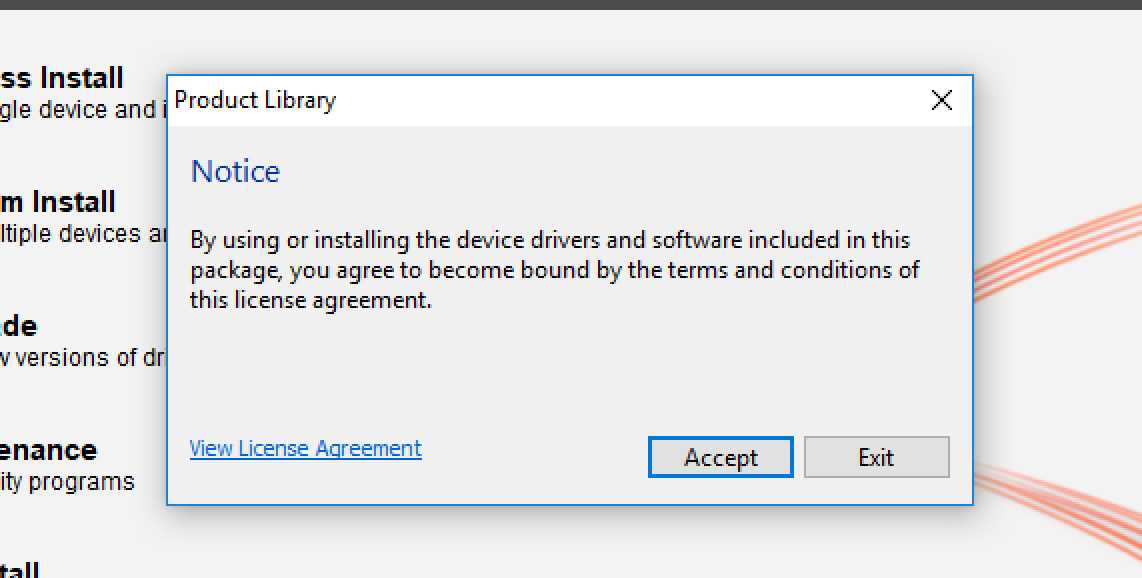 ss Install
gle device and i
m Install
ltiple devices ar
de
w versions of dri
enance
ity programs
tall
Product Library
Notice
By using or installing the device drivers and software included in this
package, you agree to become bound by the terms and conditions of
this license agreement.
View License Agreement
Accept
Exit